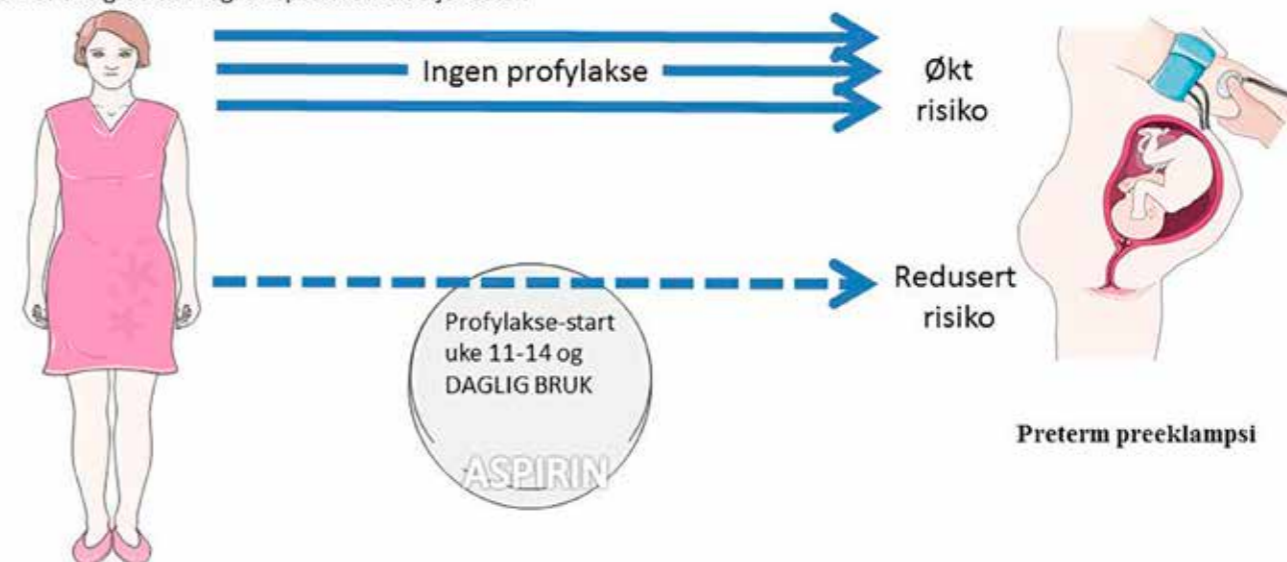 Ingen profylakse
Økt
risiko
Redusert
risiko
Profylakse-start
uke 11-14 og
DAGLIG BRUK
ASPIRIN
Preterm preeklampsi